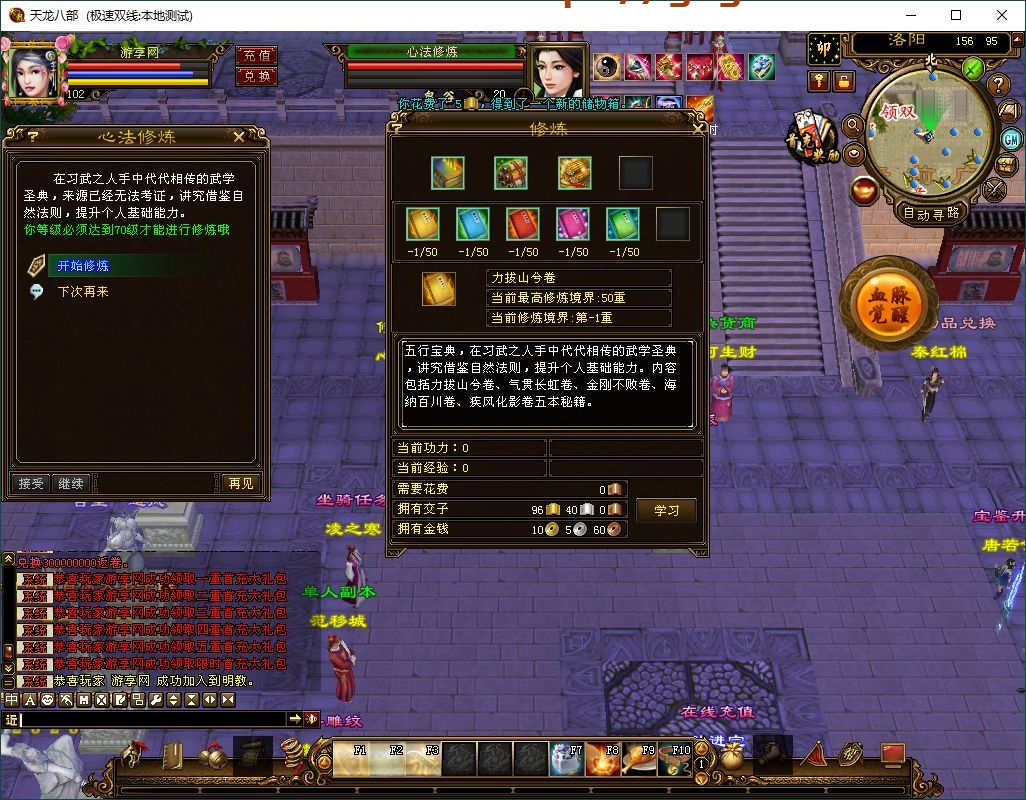 天龙八部 (极速双线:本地测试)
游享网
充值
兑换
102
心法修炼
20
洛阳
156 95
卯
北
领双
自动寻路
GM
首充奖励
血脉觉醒
你花费了5,得到了一个新的储物箱
心法修炼
在习武之人手中代代相传的武学
圣典，来源已经无法考证，讲究借鉴自
然法则，提升个人基础能力。
你等级必须达到70级才能进行修炼哦
开始修炼
下次再来
接受
继续
再见
修炼
-1/50
-1/50
-1/50
-1/50
-1/50
力拔山兮卷
当前最高修炼境界:50重
当前修炼境界:第-1重
五行宝典，在习武之人手中代代相传的武学圣典
，讲究借鉴自然法则，提升个人基础能力。内容
包括力拔山兮卷、气贯长虹卷、金刚不败卷、海
纳百川卷、疾风化影卷五本秘籍。
当前功力：0
当前经验：0
需要花费 0
拥有交子 96 40 0
拥有金钱 10 5 60
学习
杂货商
可生财
品兑换
秦红棉
坐骑任务
凌之寒
单人副本
范移城
雕纹
在线充值
宝鉴升
唐若
兑换30000000返卷。
系统 恭喜玩家游享网成功领取一重首充大礼包
系统 恭喜玩家游享网成功领取二重首充大礼包
系统 恭喜玩家游享网成功领取三重首充大礼包
系统 恭喜玩家游享网成功领取四重首充大礼包
系统 恭喜玩家游享网成功领取五重首充大礼包
系统 恭喜玩家游享网成功领取限时首充大礼包
系统 恭喜玩家 游享网 成功加入到明教。
近
F1
F2
F3
F7
F8
F9
F10
1